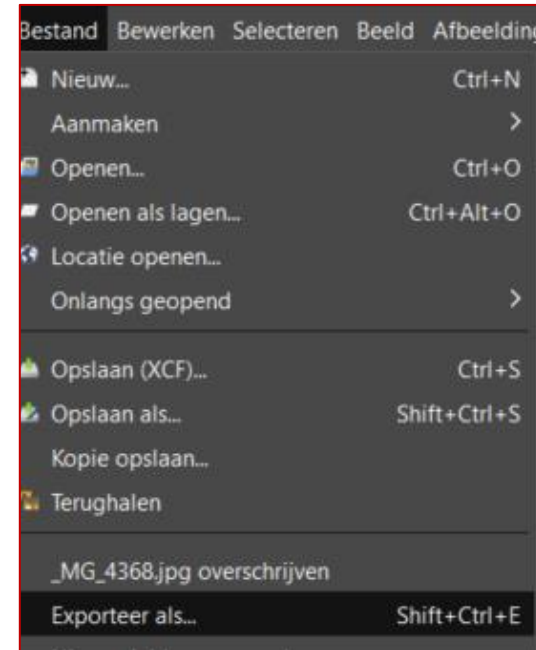 Bestand Bewerken Selecteren Beeld Afbeelding
Nieuw... Ctrl+N
Aanmaken >
Openen... Ctrl+O
Openen als lagen... Ctrl+Alt+O
Locatie openen...
Onlangs geopend >
Opslaan (XCF)... Ctrl+S
Opslaan als... Shift+Ctrl+S
Kopie opslaan...
Terughalen
_MG_4368.jpg overschrijven
Exporteer als... Shift+Ctrl+E